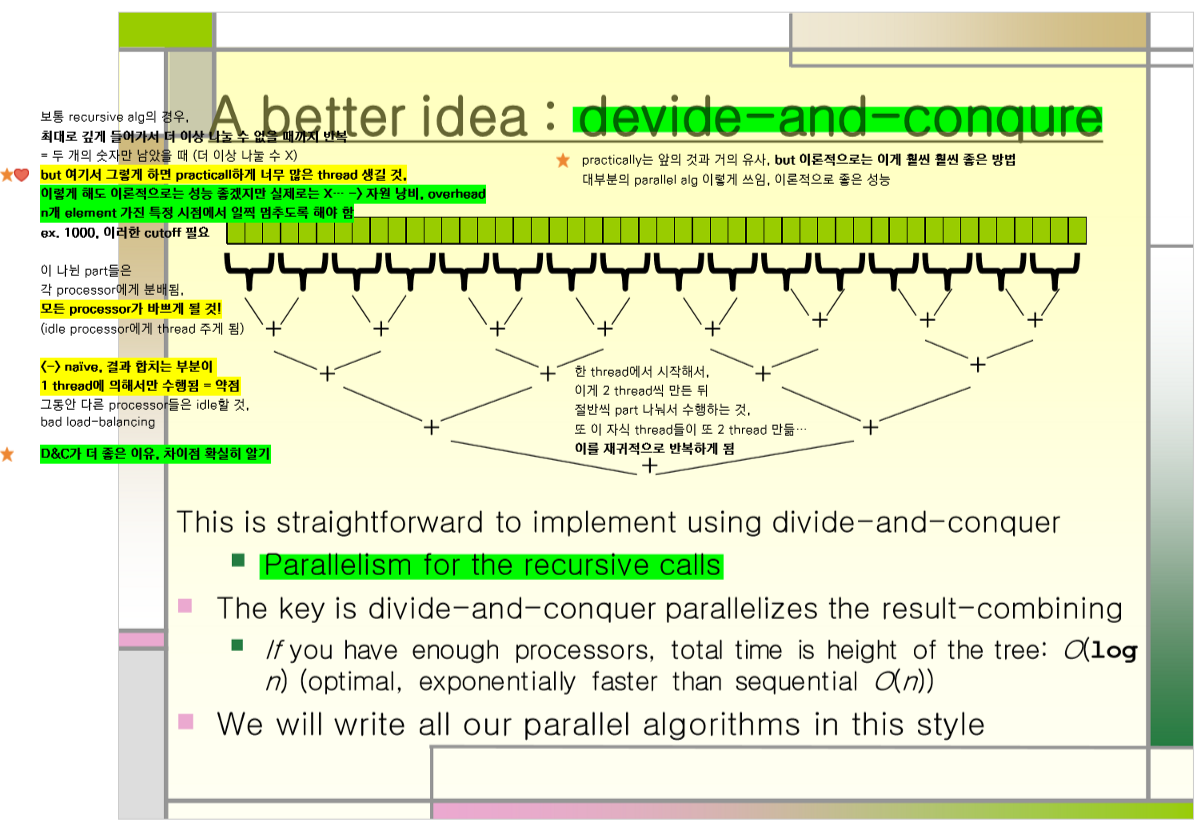 A better idea : devide-and-conqure
보통 recursive alg의 경우,
최대로 깊게 들어가서 더 이상 나눌 수 없을 때까지 반복
= 두 개의 숫자만 남았을 때 (더 이상 나눌 수 X)
but 여기서 그렇게 하면 practicall하게 너무 많은 thread 생길 것,
이렇게 해도 이론적으로는 성능 좋겠지만 실제로는 X… -> 자원 낭비, overhead
n개 element 가진 특정 시점에서 일찍 멈추도록 해야 함
ex. 1000, 이러한 cutoff 필요
practically는 앞의 것과 거의 유사, but 이론적으로는 이게 훨씬 훨씬 좋은 방법
대부분의 parallel alg 이렇게 쓰임, 이론적으로 좋은 성능
이 나뉜 part들은
각 processor에게 분배됨,
모든 processor가 바쁘게 될 것!
(idle processor에게 thread 주게 됨)
<-> naïve, 결과 합치는 부분이
1 thread에 의해서만 수행됨 = 약점
그동안 다른 processor들은 idle할 것,
bad load-balancing
D&C가 더 좋은 이유, 차이점 확실히 알기
+ + + + + + + +
+ + + +
+ +
+
한 thread에서 시작해서,
이게 2 thread씩 만든 뒤
절반씩 part 나눠서 수행하는 것,
또 이 자식 thread들이 또 2 thread 만듦…
이를 재귀적으로 반복하게 됨
This is straightforward to implement using divide-and-conquer
Parallelism for the recursive calls
The key is divide-and-conquer parallelizes the result-combining
If you have enough processors, total time is height of the tree: O(log
n) (optimal, exponentially faster than sequential O(n))
We will write all our parallel algorithms in this style